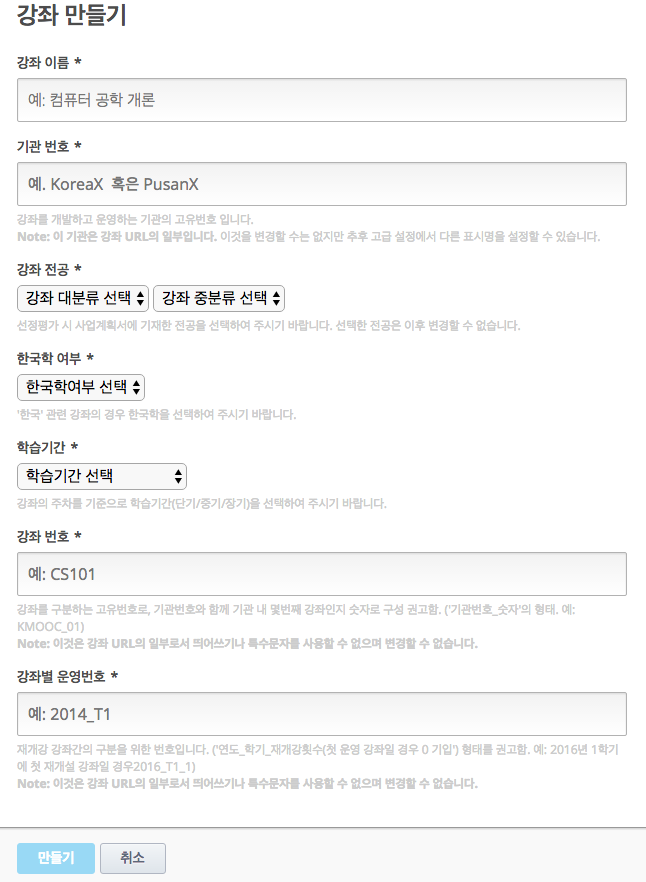 강좌 만들기
강좌 이름 *
예: 컴퓨터 공학 개론
기관 번호 *
예. KoreaX 혹은 PusanX
강좌를 개발하고 운영하는 기관의 고유번호 입니다.
Note: 이 기관은 강좌 URL의 일부입니다. 이것을 변경할 수는 없지만 추후 고급 설정에서 다른 표시명을 설정할 수 있습니다.
강좌 전공 *
강좌 대분류 선택 강좌 중분류 선택
선정평가 시 사업계획서에 기재한 전공을 선택하여 주시기 바랍니다. 선택한 전공은 이후 변경할 수 없습니다.
한국학 여부 *
한국학여부 선택
'한국' 관련 강좌의 경우 한국학을 선택하여 주시기 바랍니다.
학습기간 *
학습기간 선택
강좌의 주차를 기준으로 학습기간(단기/중기/장기)을 선택하여 주시기 바랍니다.
강좌 번호 *
예: CS101
강좌를 구분하는 고유번호로, 기관번호와 함께 기관 내 몇번째 강좌인지 숫자로 구성 권고함. ('기관번호_숫자'의 형태. 예:
KMOOC_01)
Note: 이것은 강좌 URL의 일부로서 띄어쓰기나 특수문자를 사용할 수 없으며 변경할 수 없습니다.
강좌별 운영번호 *
예: 2014_T1
재개강 강좌간의 구분을 위한 번호입니다. ('연도_학기_재개강횟수(첫 운영 강좌일 경우 0 기입') 형태를 권고함. 예: 2016년 1학기
에 첫 재개설 강좌일 경우2016_T1_1)
Note: 이것은 강좌 URL의 일부로서 띄어쓰기나 특수문자를 사용할 수 없으며 변경할 수 없습니다.
만들기 취소